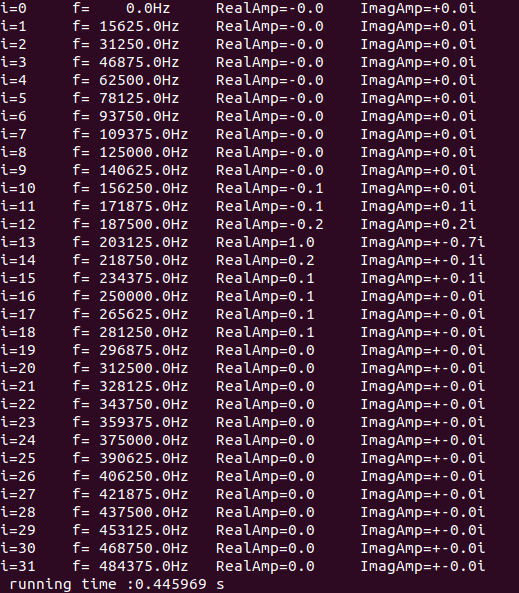 i=0     f=     0.0Hz     RealAmp=-0.0    ImagAmp=+0.0i
i=1     f= 15625.0Hz    RealAmp=-0.0    ImagAmp=+0.0i
i=2     f= 31250.0Hz    RealAmp=-0.0    ImagAmp=+0.0i
i=3     f= 46875.0Hz    RealAmp=-0.0    ImagAmp=+0.0i
i=4     f= 62500.0Hz    RealAmp=-0.0    ImagAmp=+0.0i
i=5     f= 78125.0Hz    RealAmp=-0.0    ImagAmp=+0.0i
i=6     f= 93750.0Hz    RealAmp=-0.0    ImagAmp=+0.0i
i=7     f= 109375.0Hz   RealAmp=-0.0    ImagAmp=+0.0i
i=8     f= 125000.0Hz   RealAmp=-0.0    ImagAmp=+0.0i
i=9     f= 140625.0Hz   RealAmp=-0.0    ImagAmp=+0.0i
i=10    f= 156250.0Hz   RealAmp=-0.1    ImagAmp=+0.0i
i=11    f= 171875.0Hz   RealAmp=-0.1    ImagAmp=+0.1i
i=12    f= 187500.0Hz   RealAmp=-0.2    ImagAmp=+0.2i
i=13    f= 203125.0Hz   RealAmp=1.0     ImagAmp=+-0.7i
i=14    f= 218750.0Hz   RealAmp=0.2     ImagAmp=+-0.1i
i=15    f= 234375.0Hz   RealAmp=0.1     ImagAmp=+-0.1i
i=16    f= 250000.0Hz   RealAmp=0.1     ImagAmp=+-0.0i
i=17    f= 265625.0Hz   RealAmp=0.1     ImagAmp=+-0.0i
i=18    f= 281250.0Hz   RealAmp=0.1     ImagAmp=+-0.0i
i=19    f= 296875.0Hz   RealAmp=0.0     ImagAmp=+-0.0i
i=20    f= 312500.0Hz   RealAmp=0.0     ImagAmp=+-0.0i
i=21    f= 328125.0Hz   RealAmp=0.0     ImagAmp=+-0.0i
i=22    f= 343750.0Hz   RealAmp=0.0     ImagAmp=+-0.0i
i=23    f= 359375.0Hz   RealAmp=0.0     ImagAmp=+-0.0i
i=24    f= 375000.0Hz   RealAmp=0.0     ImagAmp=+-0.0i
i=25    f= 390625.0Hz   RealAmp=0.0     ImagAmp=+-0.0i
i=26    f= 406250.0Hz   RealAmp=0.0     ImagAmp=+-0.0i
i=27    f= 421875.0Hz   RealAmp=0.0     ImagAmp=+-0.0i
i=28    f= 437500.0Hz   RealAmp=0.0     ImagAmp=+-0.0i
i=29    f= 453125.0Hz   RealAmp=0.0     ImagAmp=+-0.0i
i=30    f= 468750.0Hz   RealAmp=0.0     ImagAmp=+-0.0i
i=31    f= 484375.0Hz   RealAmp=0.0     ImagAmp=+-0.0i
running time :0.445969 s